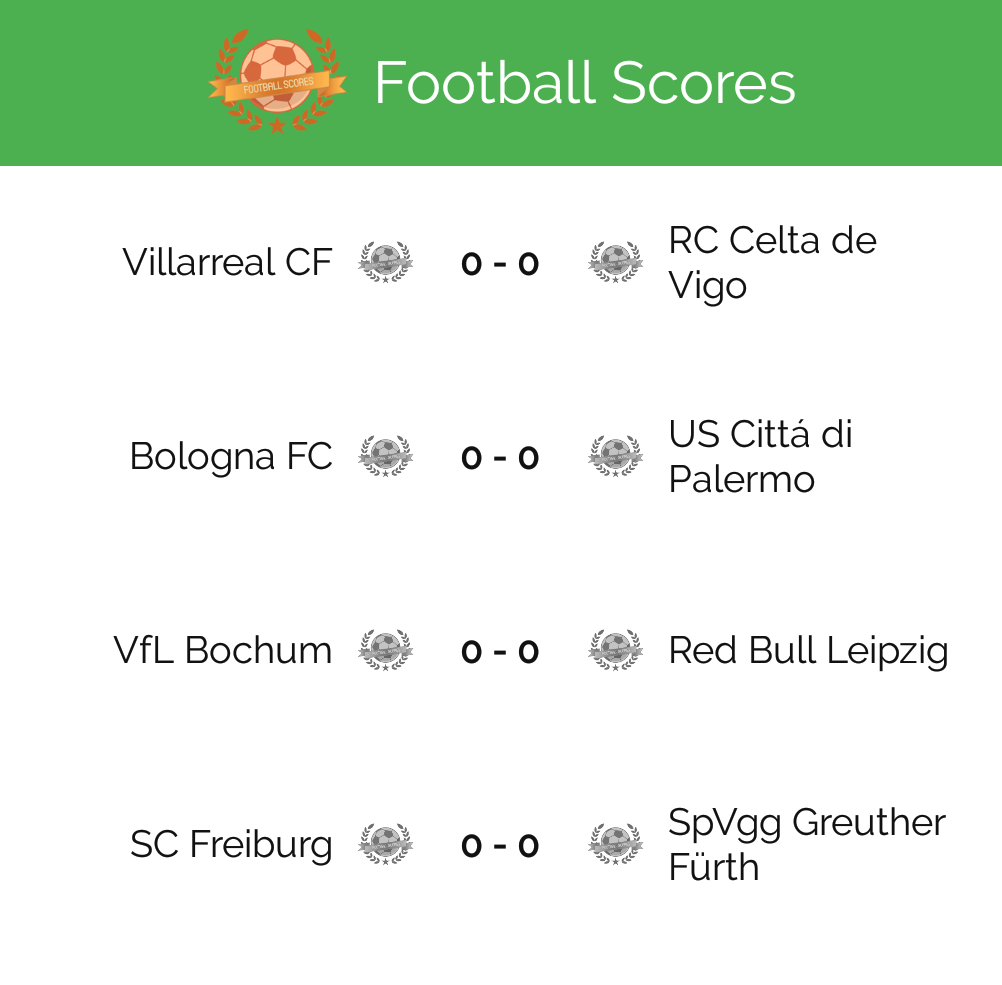 FOOTBALL SCORES
Football Scores
Villarreal CF 0 - 0 RC Celta de
Vigo
Bologna FC 0 - 0 US Cittá di
Palermo
VfL Bochum 0 - 0 Red Bull Leipzig
SC Freiburg 0 - 0 SpVgg Greuther
Fürth